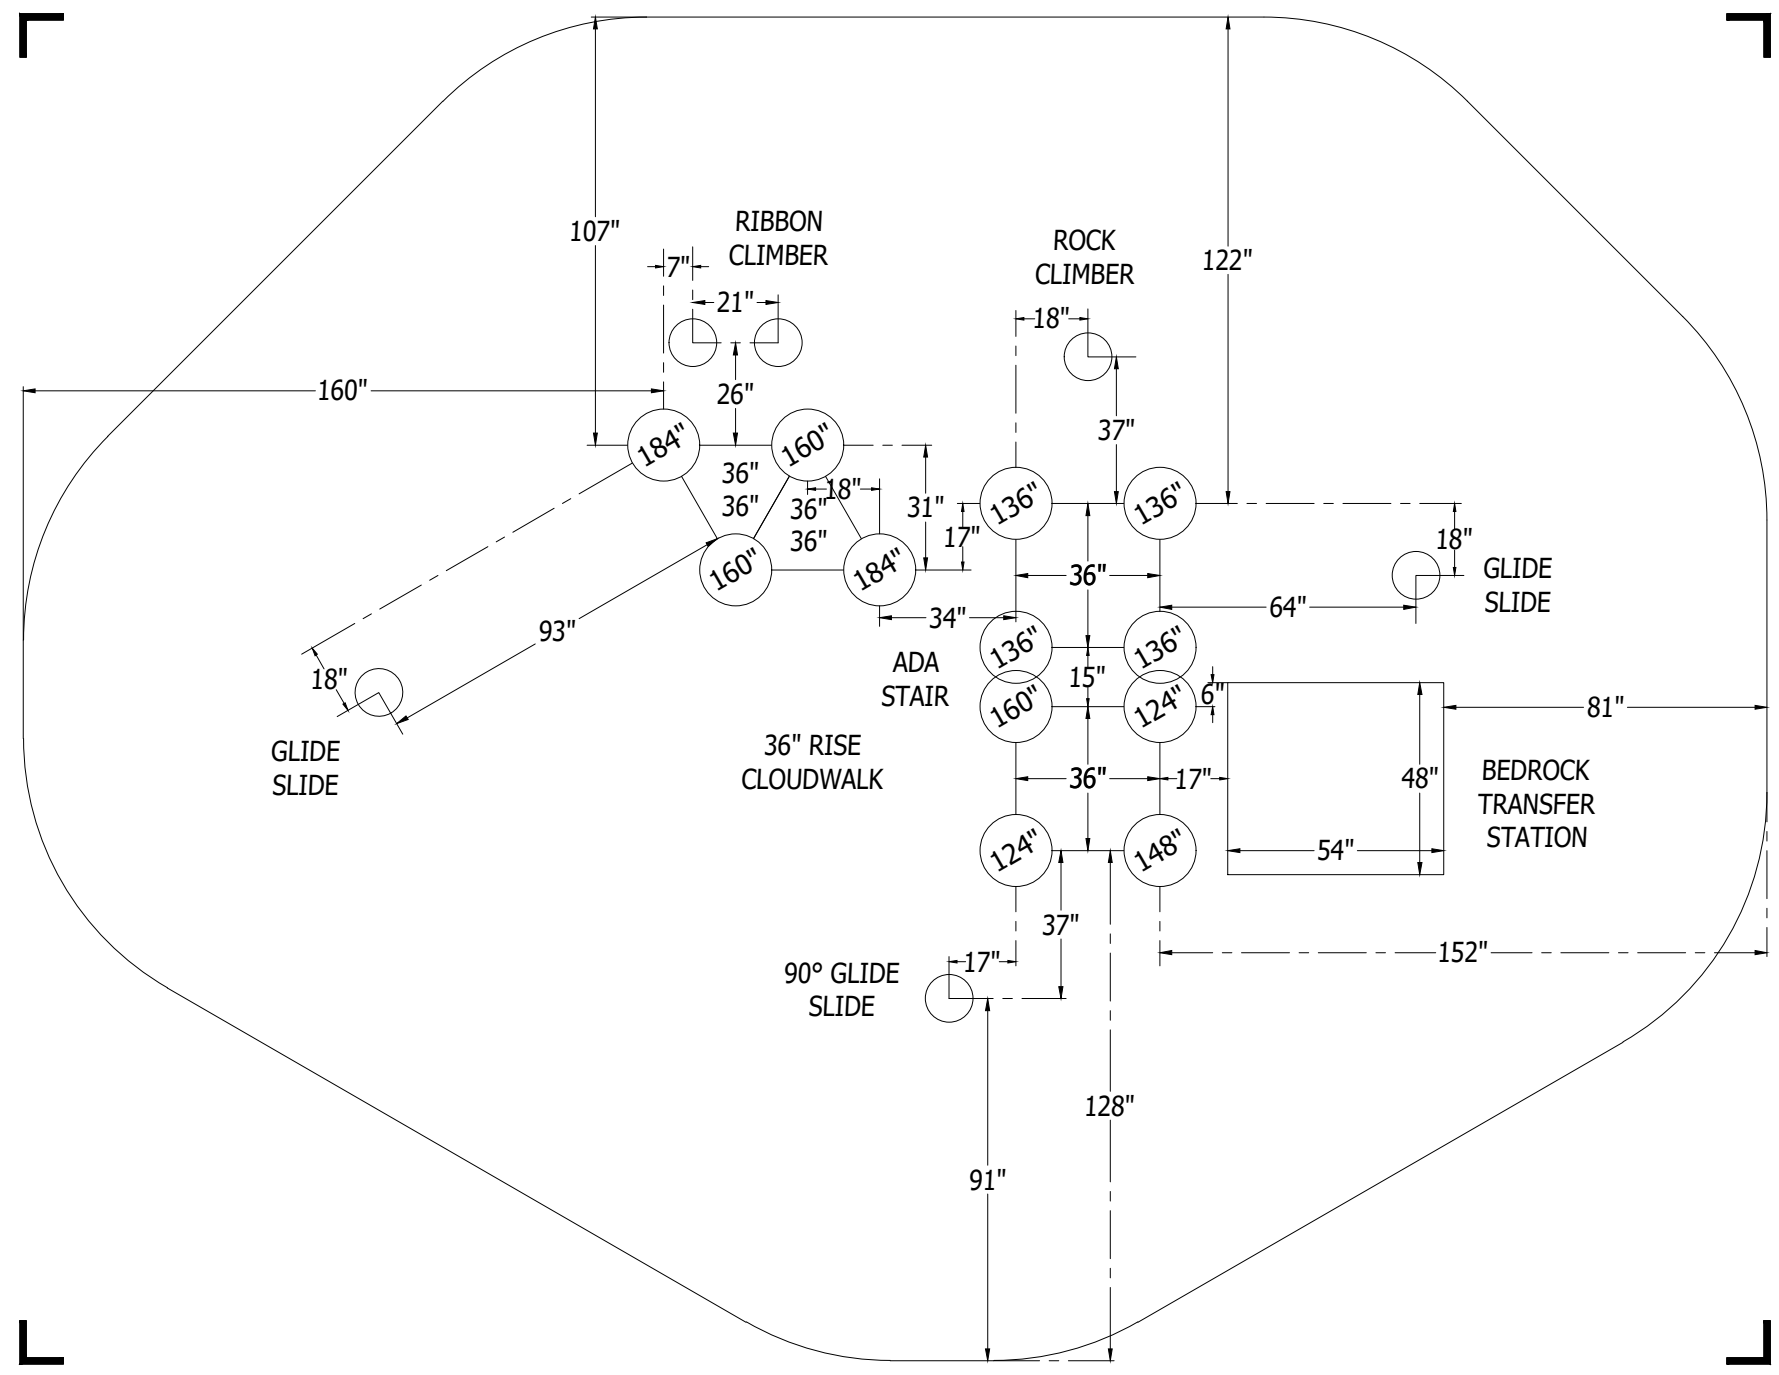 107"
RIBBON
CLIMBER
7"
21"
ROCK
CLIMBER
122"
18"
160"
26"
37"
184"
160"
36"
36"
18"
36"
36"
31"
17"
136"
136"
18"
160"
184"
36"
GLIDE
SLIDE
93"
34"
64"
18"
ADA
STAIR
136"
136"
15"
160"
124"
6"
81"
GLIDE
SLIDE
36" RISE
CLOUDWALK
36"
17"
48"
BEDROCK
TRANSFER
STATION
124"
148"
54"
37"
152"
17"
90° GLIDE
SLIDE
128"
91"